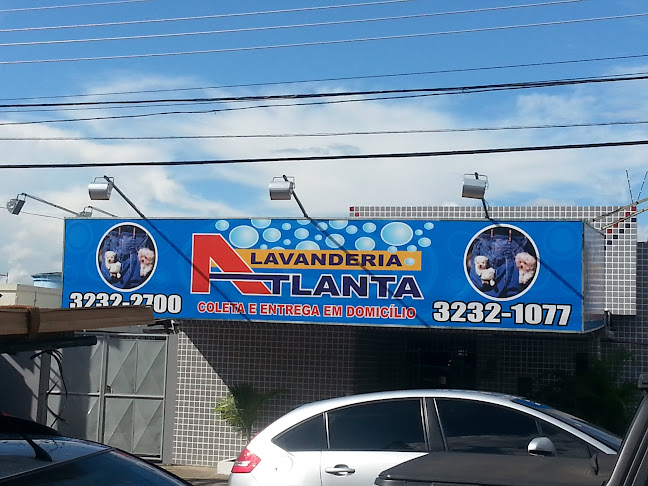 LAVANDERIA
ATLANTA
COLETA E ENTREGA EM DOMICÍLIO
3232-2700
3232-1077